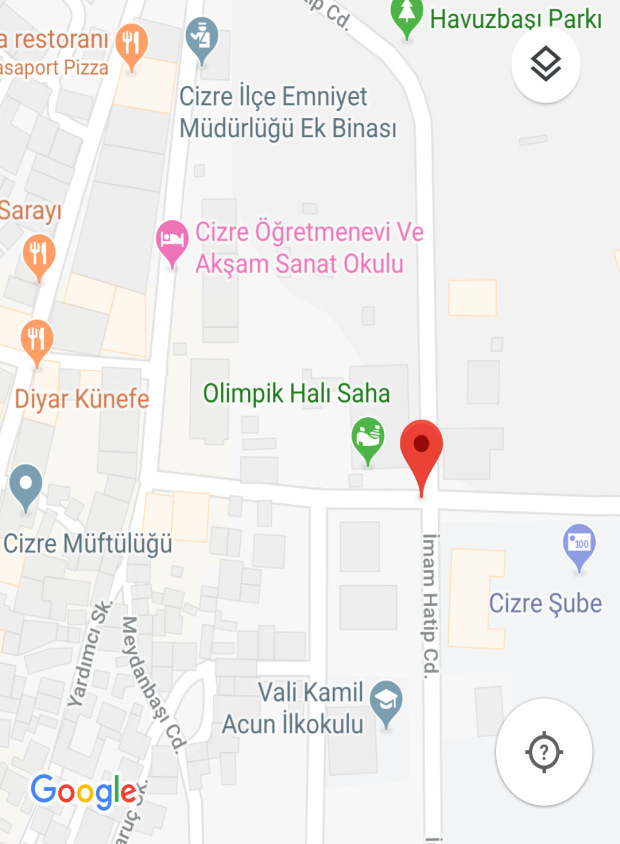 Havuzbaşı Parkı
a restoranı
asaport Pizza
Cizre İlçe Emniyet
Müdürlüğü Ek Binası
Sarayı
Cizre Öğretmenevi Ve
Akşam Sanat Okulu
Diyar Künefe
Olimpik Halı Saha
Cizre Müftülüğü
100
Cizre Şube
İmam Hatip Cd.
Yardımcı Sk.
Meydanbaşı Cd.
Vali Kamil
Acun İlkokulu
?
Google